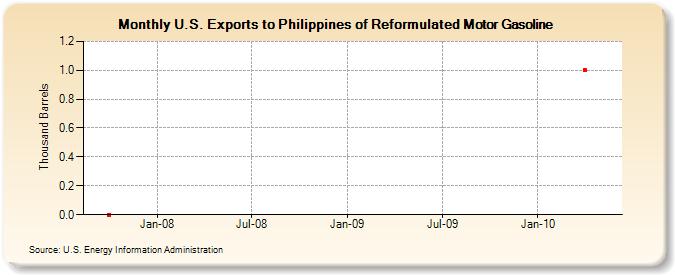 Monthly U.S. Exports to Philippines of Reformulated Motor Gasoline
Thousand Barrels
1.2
1.0
0.8
0.6
0.4
0.2
0.0
Jan-08 Jul-08 Jan-09 Jul-09 Jan-10
Source: U.S. Energy Information Administration